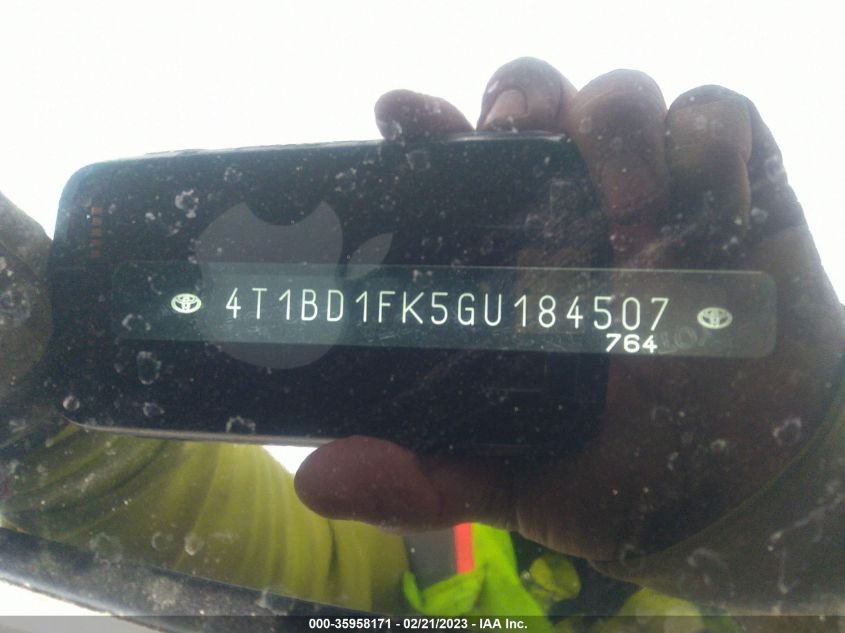 4T1BD1FK5GU184507
764
000-35958171 - 02/21/2023 - IAA Inc.